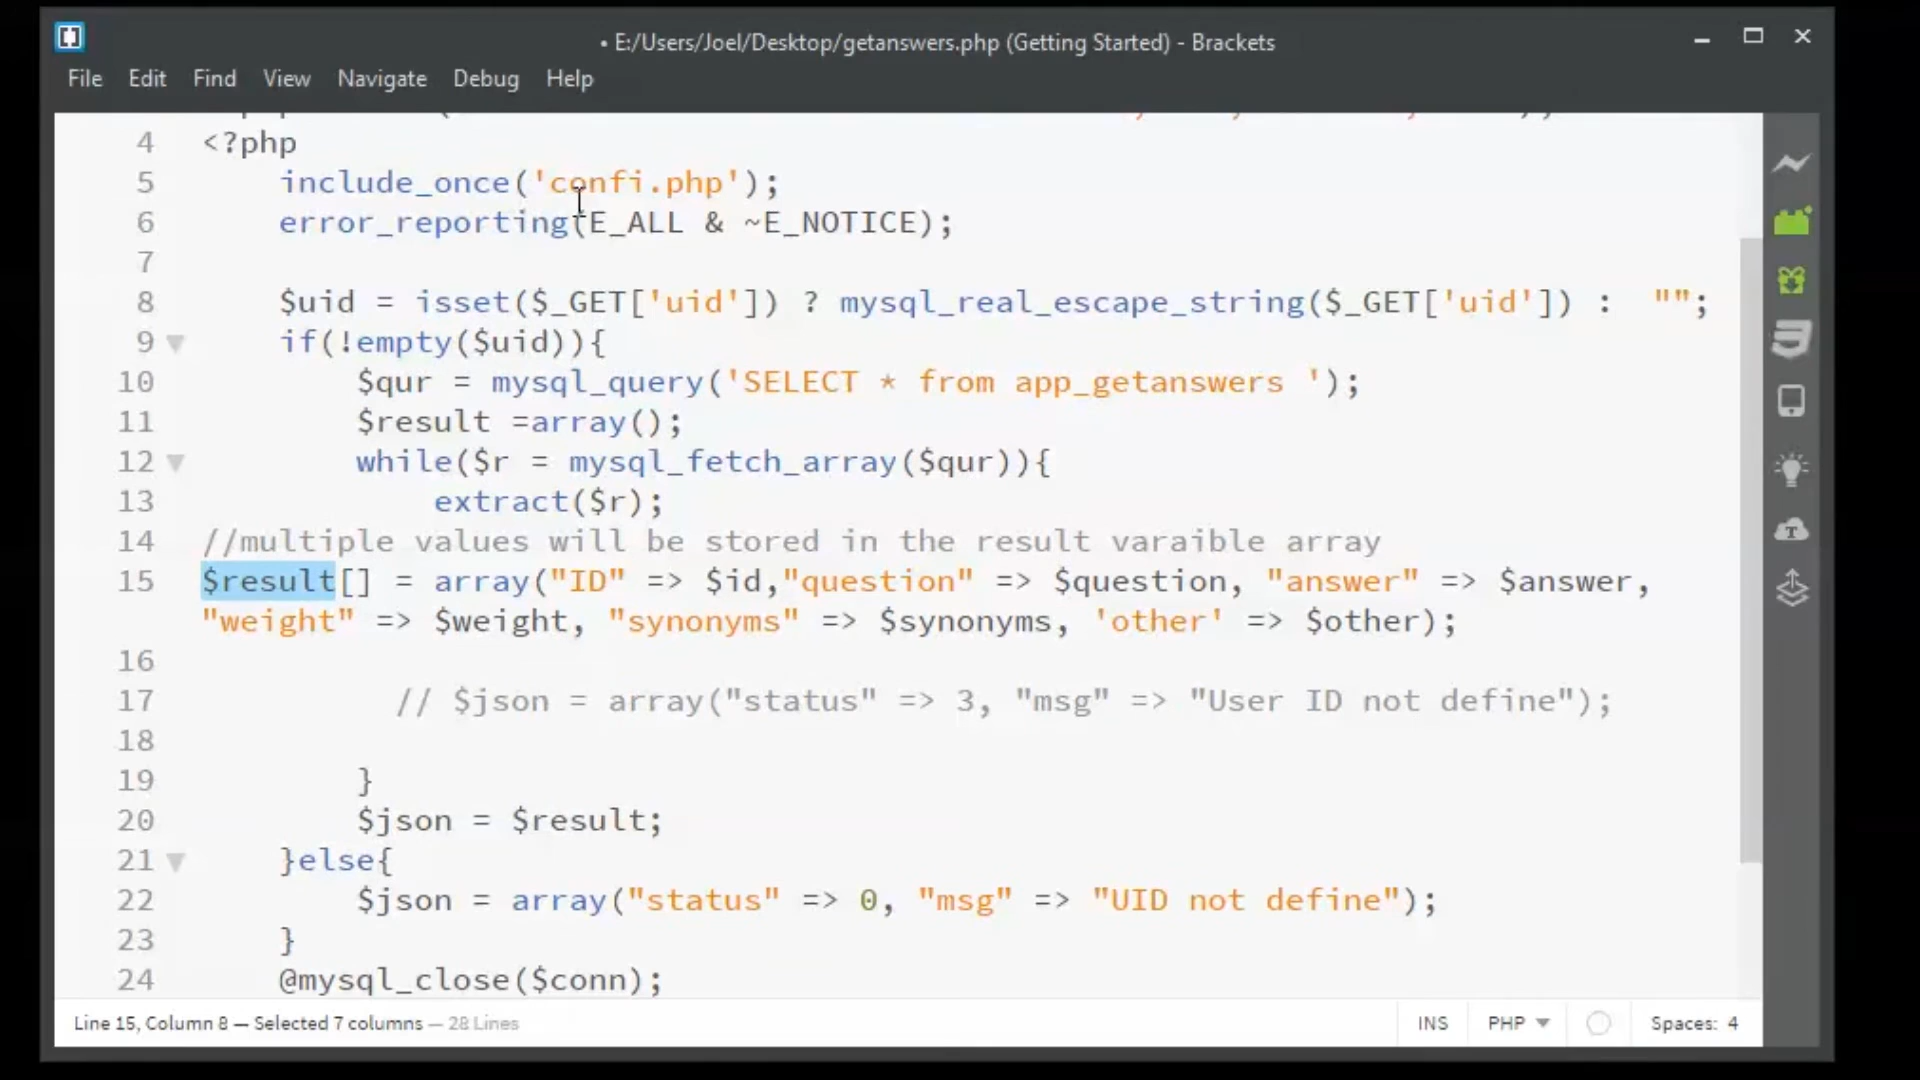 • E:/Users/Joel/Desktop/getanswers.php (Getting Started) - Brackets
File Edit Find View Navigate Debug Help
4 <?php
5 include_once('confi.php');
6 error_reporting(E_ALL & ~E_NOTICE);
7
8 $uid = isset($_GET['uid']) ? mysql_real_escape_string($_GET['uid']) :  "";
9 if(!empty($uid)){
10 $qur = mysql_query('SELECT * from app_getanswers ');
11 $result =array();
12 while($r = mysql_fetch_array($qur)){
13 extract($r);
14 //multiple values will be stored in the result varaible array
15 $result[] = array("ID" => $id,"question" => $question, "answer" => $answer,
"weight" => $weight, "synonyms" => $synonyms, 'other' => $other);
16
17 // $json = array("status" => 3, "msg" => "User ID not define");
18
19 }
20 $json = $result;
21 }else{
22 $json = array("status" => 0, "msg" => "UID not define");
23 }
24 @mysql_close($conn);
Line 15, Column 8 — Selected 7 columns — 28 Lines
INS PHP Spaces: 4